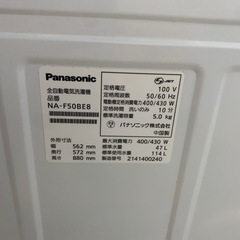 Panasonic
全自動電気洗濯機
品番
NA-F50BE8
外形寸法
幅 562 mm
奥行 572 mm
高さ 880 mm
JET
定格電圧 100 V
定格周波数 50/60 Hz
電動機定格消費電力 400/430 W
定格時間 洗いのみ 10 分
標準洗濯容量 5.0 kg
パナソニック株式会社
中国製
最大消費電力 400/430 W
標準水量 47 L
標準使用水量 114 L
製造番号 2141400240